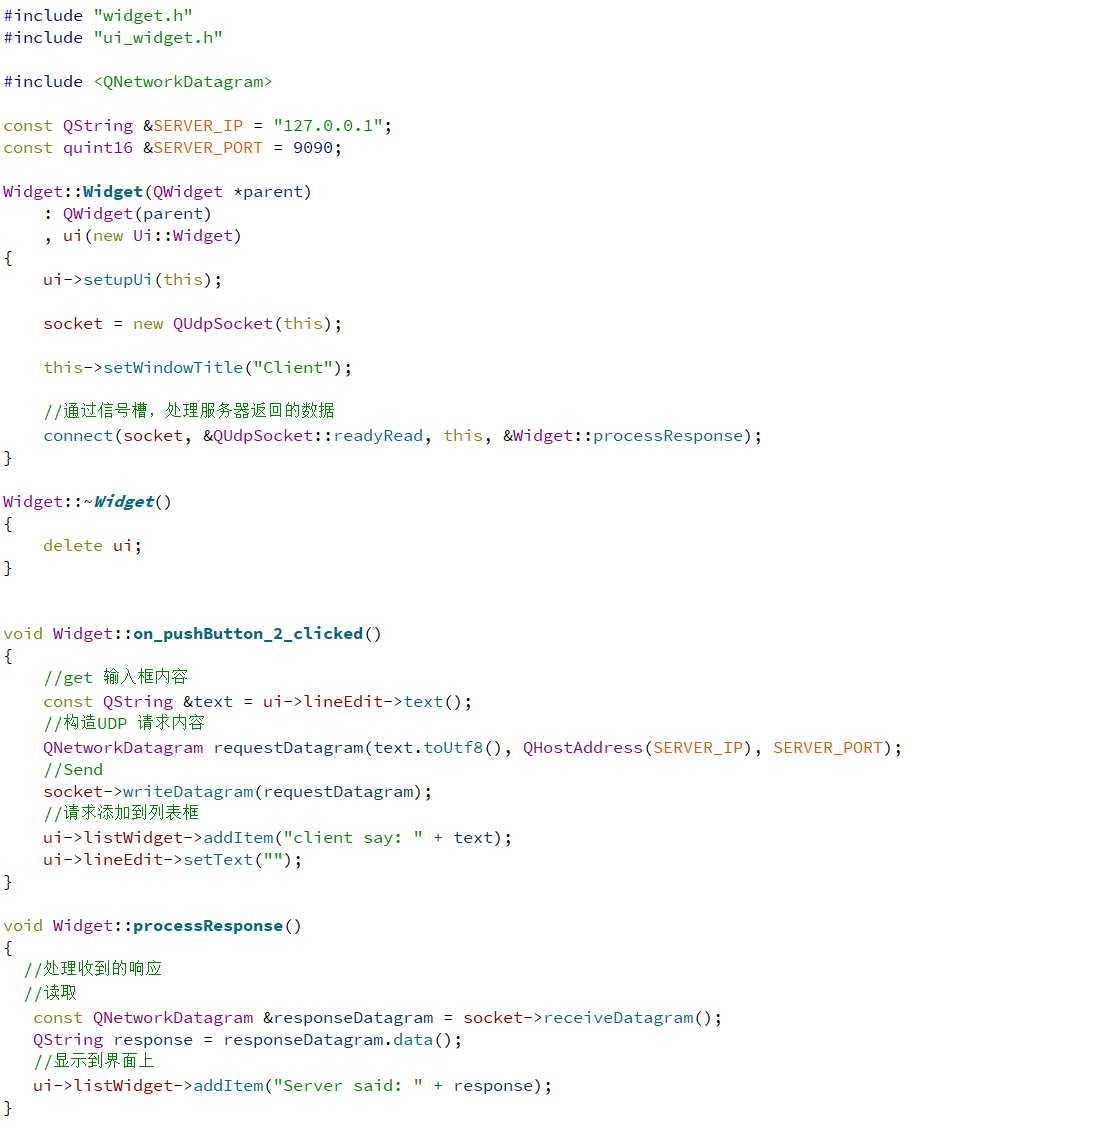 #include "widget.h"
#include "ui_widget.h"

#include <QNetworkDatagram>

const QString &SERVER_IP = "127.0.0.1";
const quint16 &SERVER_PORT = 9090;

Widget::Widget(QWidget *parent)
    : QWidget(parent)
    , ui(new Ui::Widget)
{
    ui->setupUi(this);

    socket = new QUdpSocket(this);

    this->setWindowTitle("Client");

    //通过信号槽，处理服务器返回的数据
    connect(socket, &QUdpSocket::readyRead, this, &Widget::processResponse);
}

Widget::~Widget()
{
    delete ui;
}


void Widget::on_pushButton_2_clicked()
{
    //get 输入框内容
    const QString &text = ui->lineEdit->text();
    //构造UDP 请求内容
    QNetworkDatagram requestDatagram(text.toUtf8(), QHostAddress(SERVER_IP), SERVER_PORT);
    //Send
    socket->writeDatagram(requestDatagram);
    //请求添加到列表框
    ui->listWidget->addItem("client say: " + text);
    ui->lineEdit->setText("");
}

void Widget::processResponse()
{
  //处理收到的响应
  //读取
   const QNetworkDatagram &responseDatagram = socket->receiveDatagram();
   QString response = responseDatagram.data();
   //显示到界面上
   ui->listWidget->addItem("Server said: " + response);
}